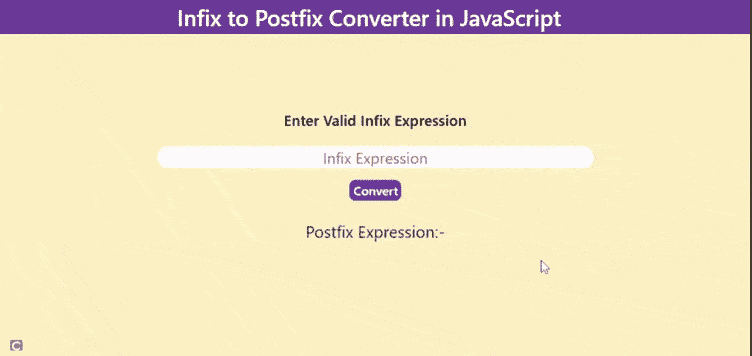 Infix to Postfix Converter in JavaScript
Enter Valid Infix Expression
Infix Expression
Convert
Postfix Expression:-
C